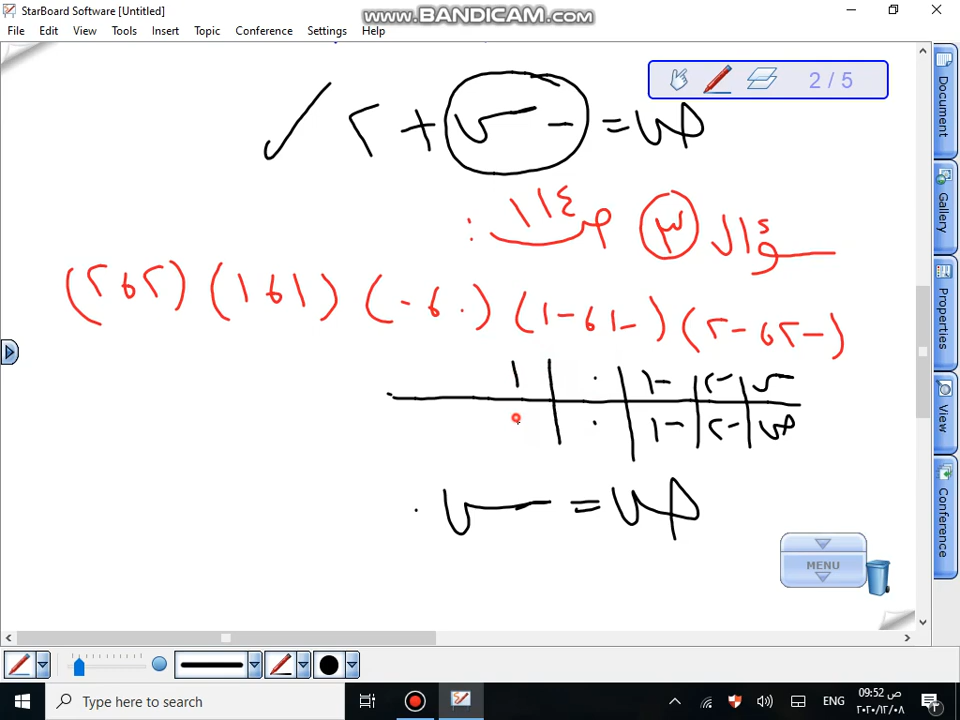 StarBoard Software [Untitled]
www.BANDICAM.com
File Edit View Tools Insert Topic Conference Settings Help
2 / 5
ص = - س + ٢ ✓
سؤال ٣ ص ١١٤ :
(-٢ ، -٢) (-١ ، -١) (٠ ، ٠) (١ ، ١) (٢ ، ٢)
س -٢ -١ ٠ ١
ص -٢ -١ ٠
ص = س
Document
Gallery
Properties
View
Conference
MENU
Type here to search
ENG
ص 09:52
٢٠٢٠/١٢/٠٨